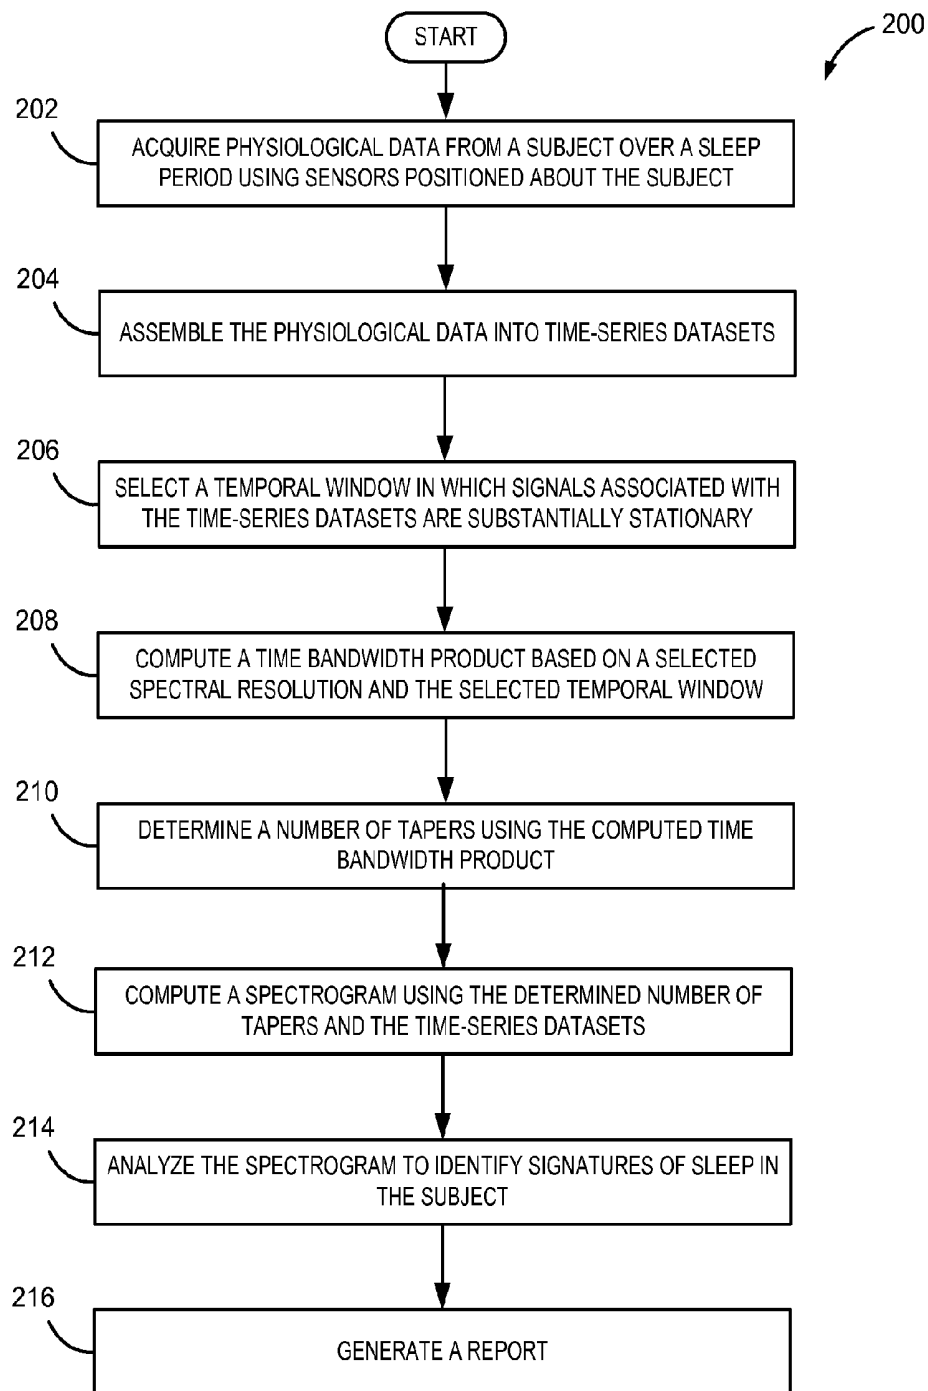 START
200
202
ACQUIRE PHYSIOLOGICAL DATA FROM A SUBJECT OVER A SLEEP
PERIOD USING SENSORS POSITIONED ABOUT THE SUBJECT
204
ASSEMBLE THE PHYSIOLOGICAL DATA INTO TIME-SERIES DATASETS
206
SELECT A TEMPORAL WINDOW IN WHICH SIGNALS ASSOCIATED WITH
THE TIME-SERIES DATASETS ARE SUBSTANTIALLY STATIONARY
208
COMPUTE A TIME BANDWIDTH PRODUCT BASED ON A SELECTED
SPECTRAL RESOLUTION AND THE SELECTED TEMPORAL WINDOW
210
DETERMINE A NUMBER OF TAPERS USING THE COMPUTED TIME
BANDWIDTH PRODUCT
212
COMPUTE A SPECTROGRAM USING THE DETERMINED NUMBER OF
TAPERS AND THE TIME-SERIES DATASETS
214
ANALYZE THE SPECTROGRAM TO IDENTIFY SIGNATURES OF SLEEP IN
THE SUBJECT
216
GENERATE A REPORT